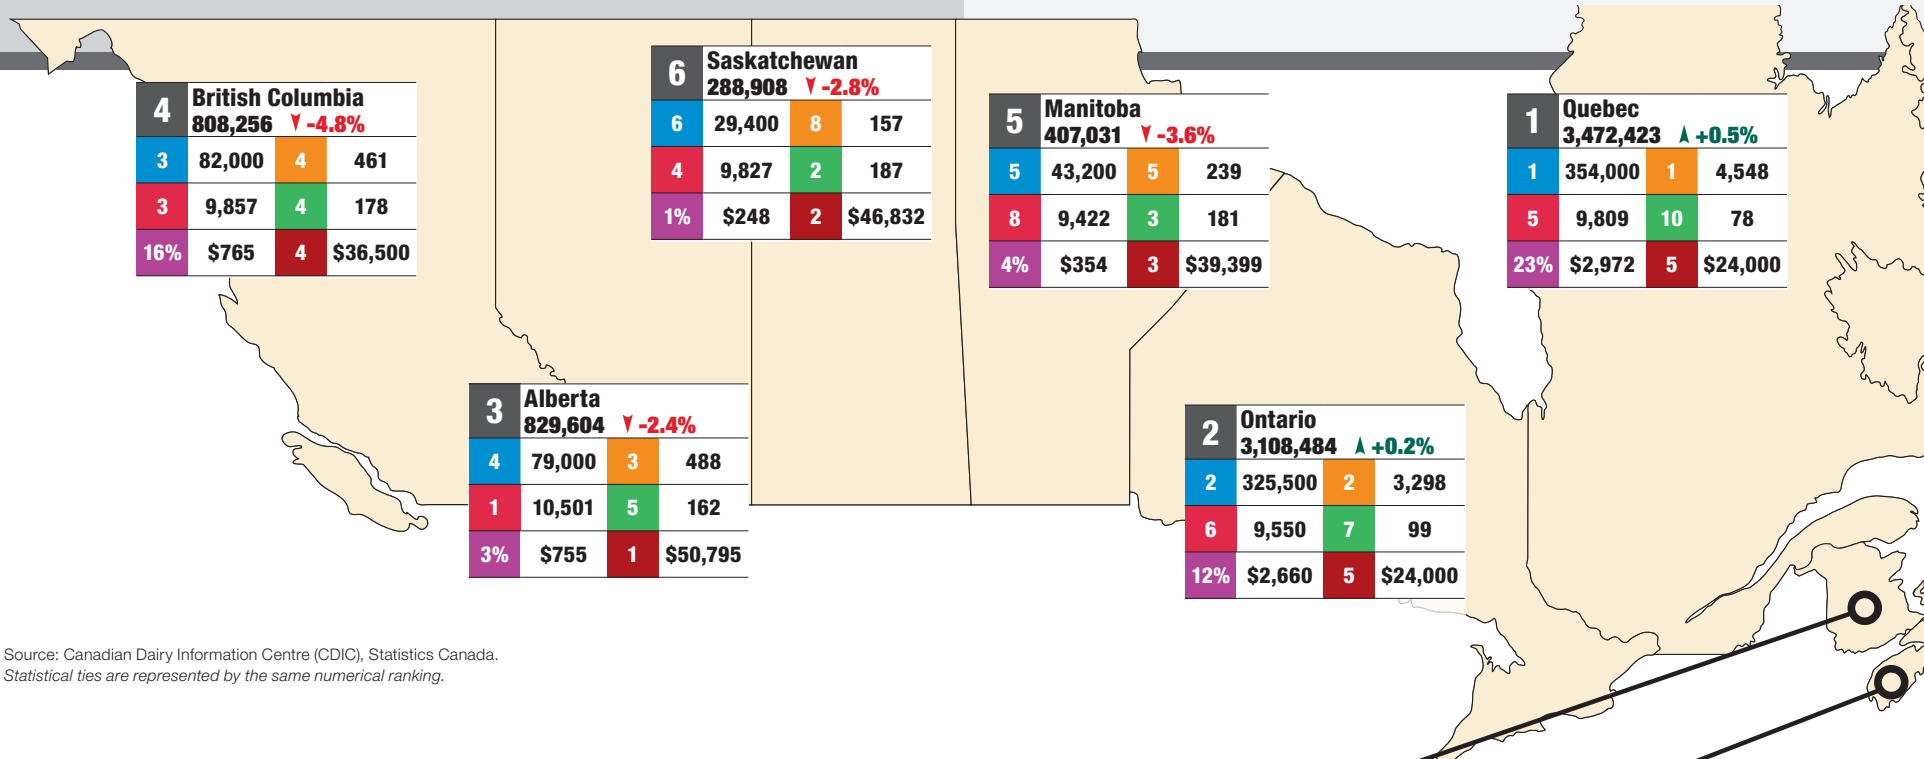 4 British Columbia
808,256 -4.8%
3 82,000 4 461
3 9,857 4 178
16% $765 4 $36,500
6 Saskatchewan
288,908 -2.8%
6 29,400 8 157
4 9,827 2 187
1% $248 2 $46,832
5 Manitoba
407,031 -3.6%
5 43,200 5 239
8 9,422 3 181
4% $354 3 $39,399
1 Quebec
3,472,423 +0.5%
1 354,000 1 4,548
5 9,809 10 78
23% $2,972 5 $24,000
3 Alberta
829,604 -2.4%
4 79,000 3 488
1 10,501 5 162
3% $755 1 $50,795
2 Ontario
3,108,484 +0.2%
2 325,500 2 3,298
6 9,550 7 99
12% $2,660 5 $24,000
Source: Canadian Dairy Information Centre (CDIC), Statistics Canada.
Statistical ties are represented by the same numerical ranking.